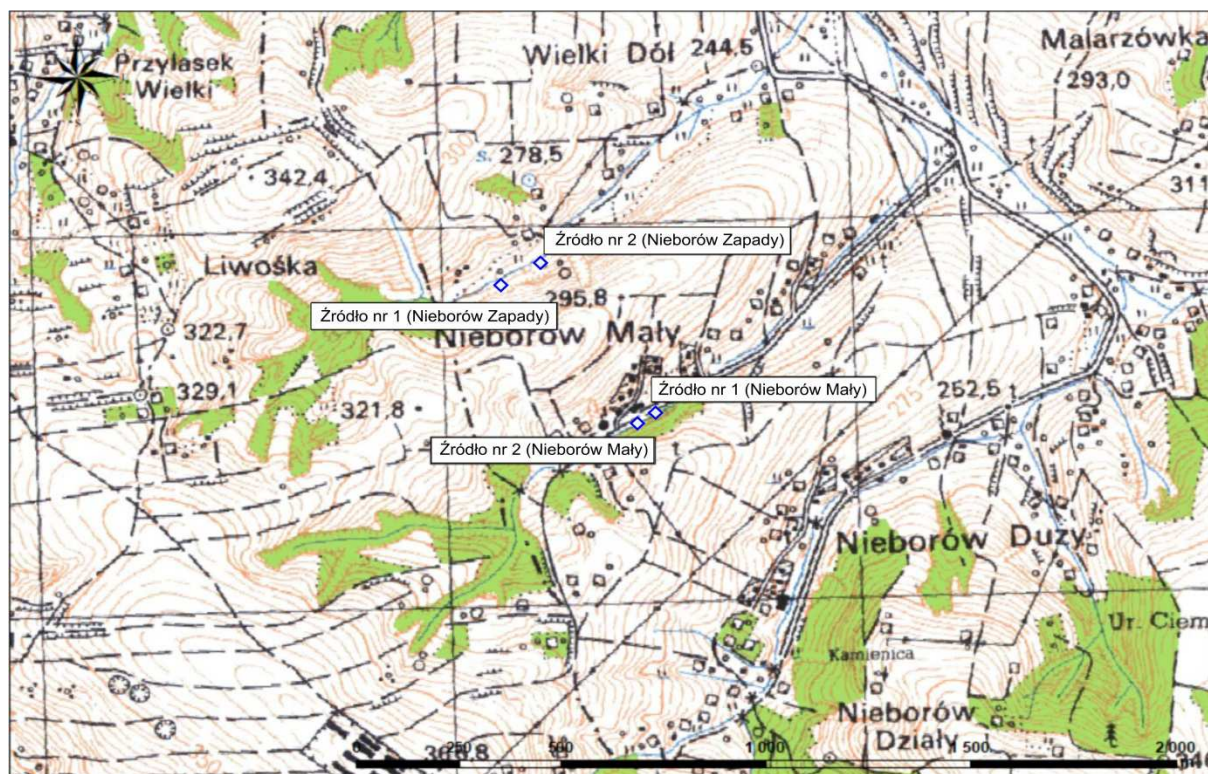 Przylasek
Wielki
Wielki Dół
244.5
Malarzówka
293,0
s. 278,5
300
342,4
311
Źródło nr 2 (Nieborów Zapady)
Liwośka
295,8
Źródło nr 1 (Nieborów Zapady)
322,7
Nieborów Mały
329,1
321,8
Źródło nr 1 (Nieborów Mały)
275
252,5
Źródło nr 2 (Nieborów Mały)
Nieborów Duży
Ur. Ciem
Kamienica
Nieborów
Działy
0
250
500
1 000
1 500
2 000